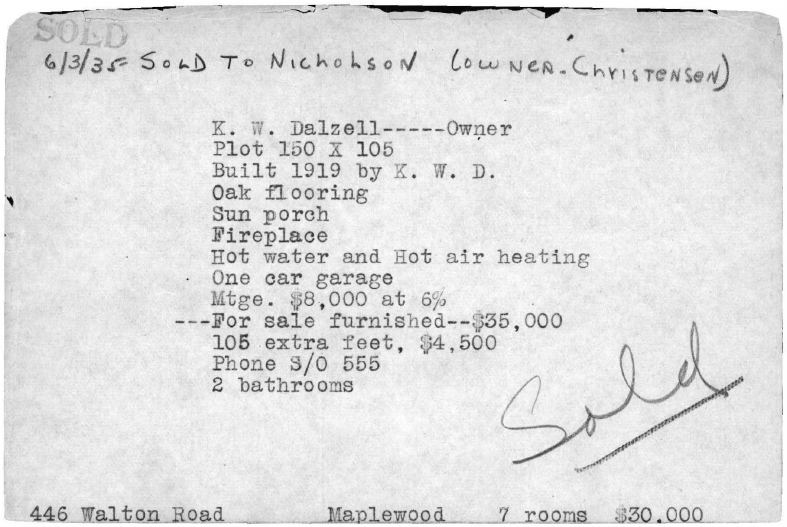 SOLD
6/3/35 - SOLD TO NichoLSON (OWNER - ChriSTENSEN)
K. W. Dalzell-----Owner
Plot 150 X 105
Built 1919 by K. W. D.
Oak flooring
Sun porch
Fireplace
Hot water and Hot air heating
One car garage
Mtge. $8,000 at 6%
---For sale furnished--$35,000
105 extra feet, $4,500
Phone S/O 555
2 bathrooms
Sold
446 Walton Road Maplewood 7 rooms $30,000